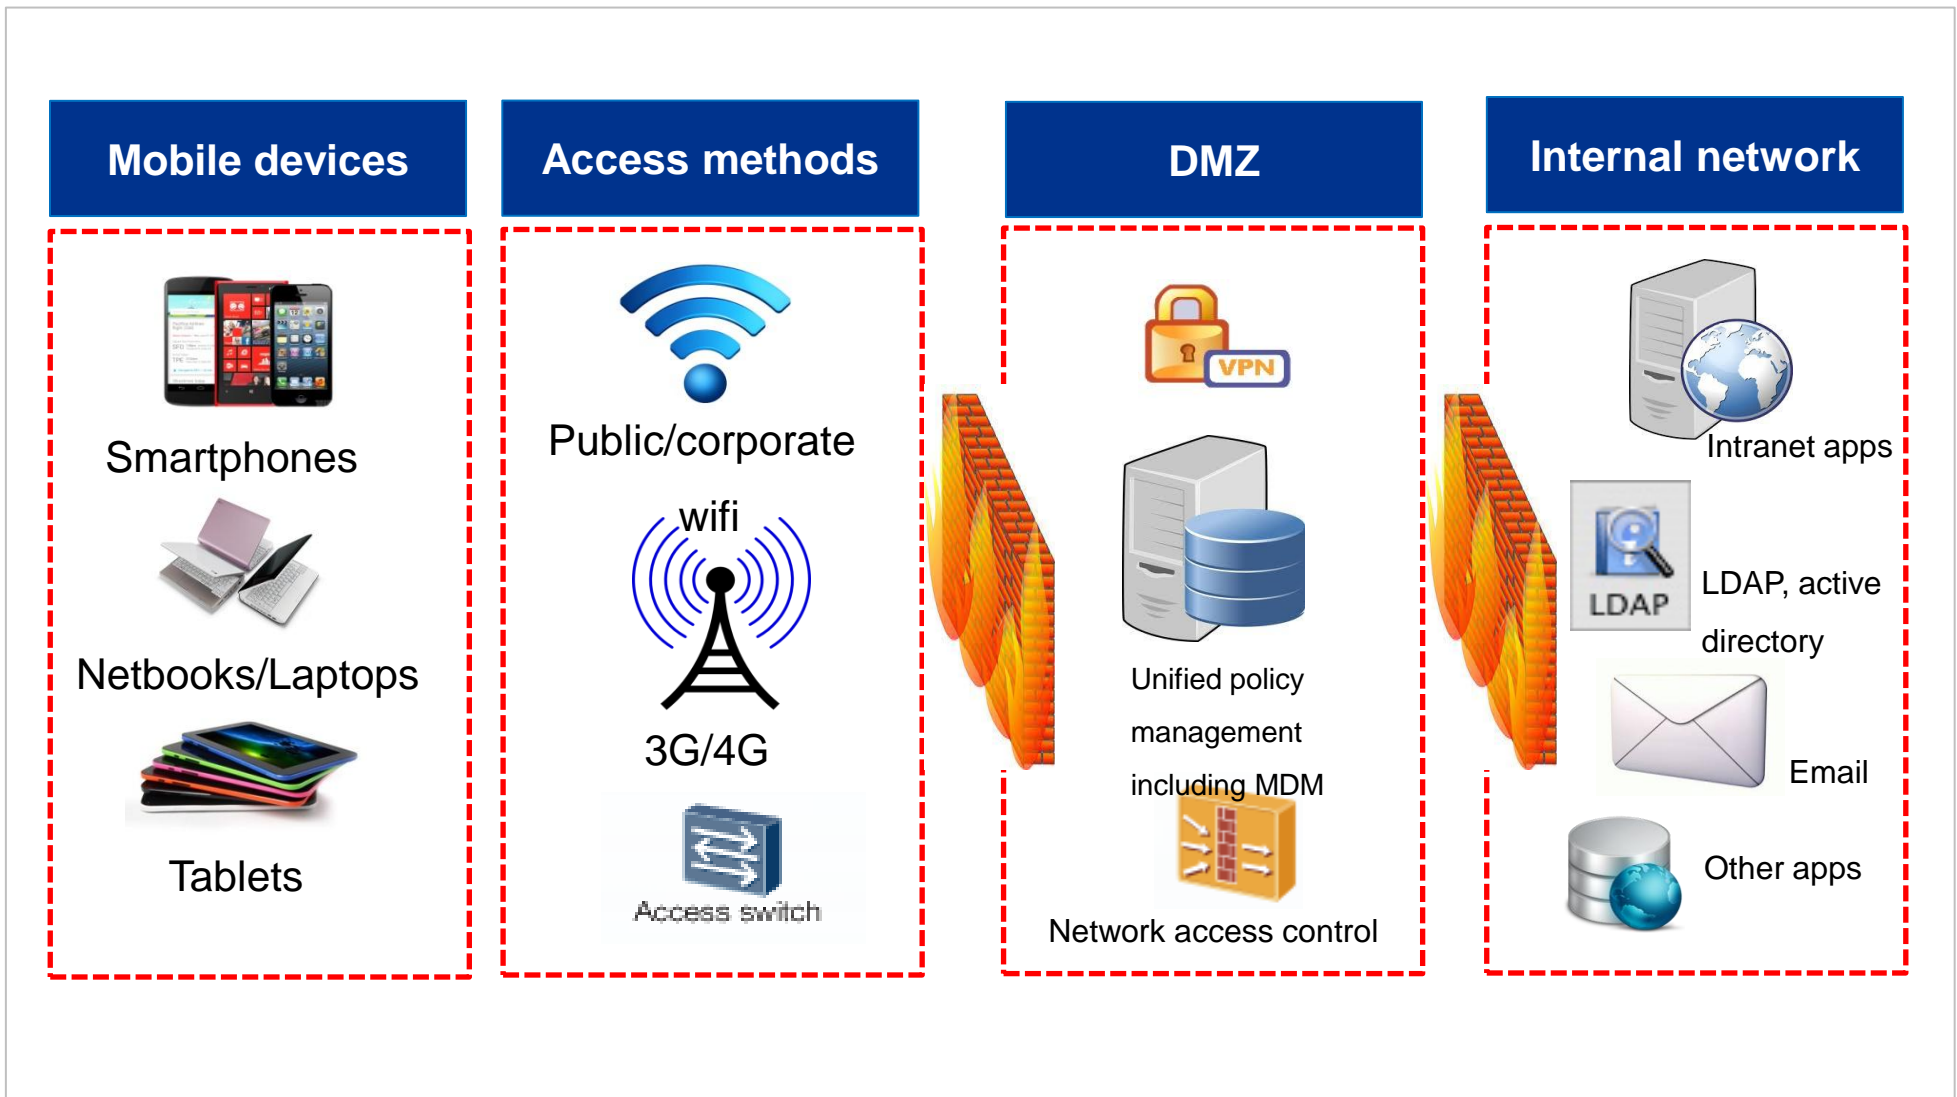 Mobile devices
Access methods
DMZ
Internal network
Smartphones
Netbooks/Laptops
Tablets
Public/corporate
wifi
3G/4G
Access switch
VPN
Unified policy
management
including MDM
Network access control
Intranet apps
LDAP
LDAP, active
directory
Email
Other apps